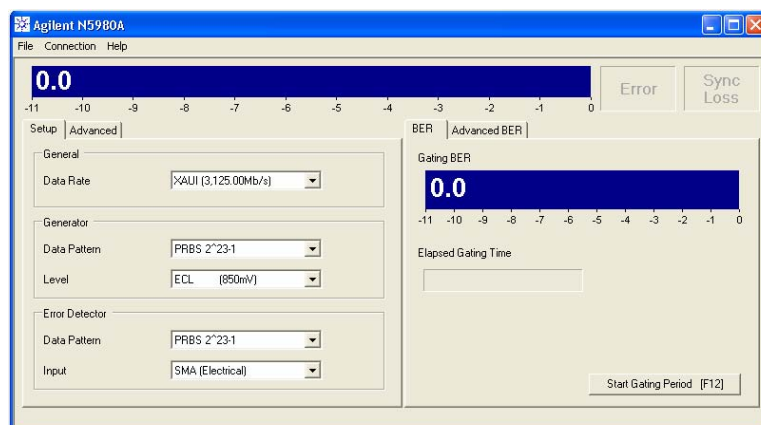 Agilent N5980A
File Connection Help
0.0
-11 -10 -9 -8 -7 -6 -5 -4 -3 -2 -1 0
Error
Sync Loss
Setup Advanced
General
Data Rate XAUI (3,125.00Mb/s)
Generator
Data Pattern PRBS 2^23-1
Level ECL (850mV)
Error Detector
Data Pattern PRBS 2^23-1
Input SMA (Electrical)
BER Advanced BER
Gating BER
0.0
-11 -10 -9 -8 -7 -6 -5 -4 -3 -2 -1 0
Elapsed Gating Time
Start Gating Period [F12]